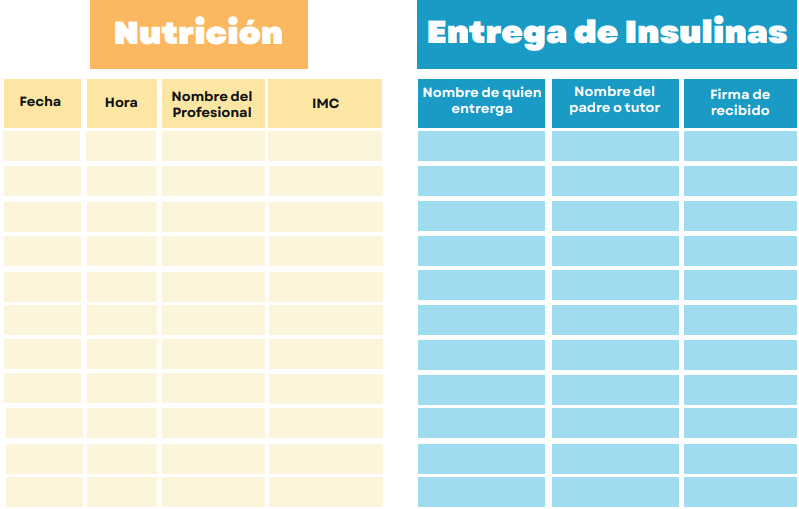 Nutrición
Fecha
Hora
Nombre del
Profesional
IMC
Entrega de Insulinas
Nombre de quien
entrerga
Nombre del
padre o tutor
Firma de
recibido